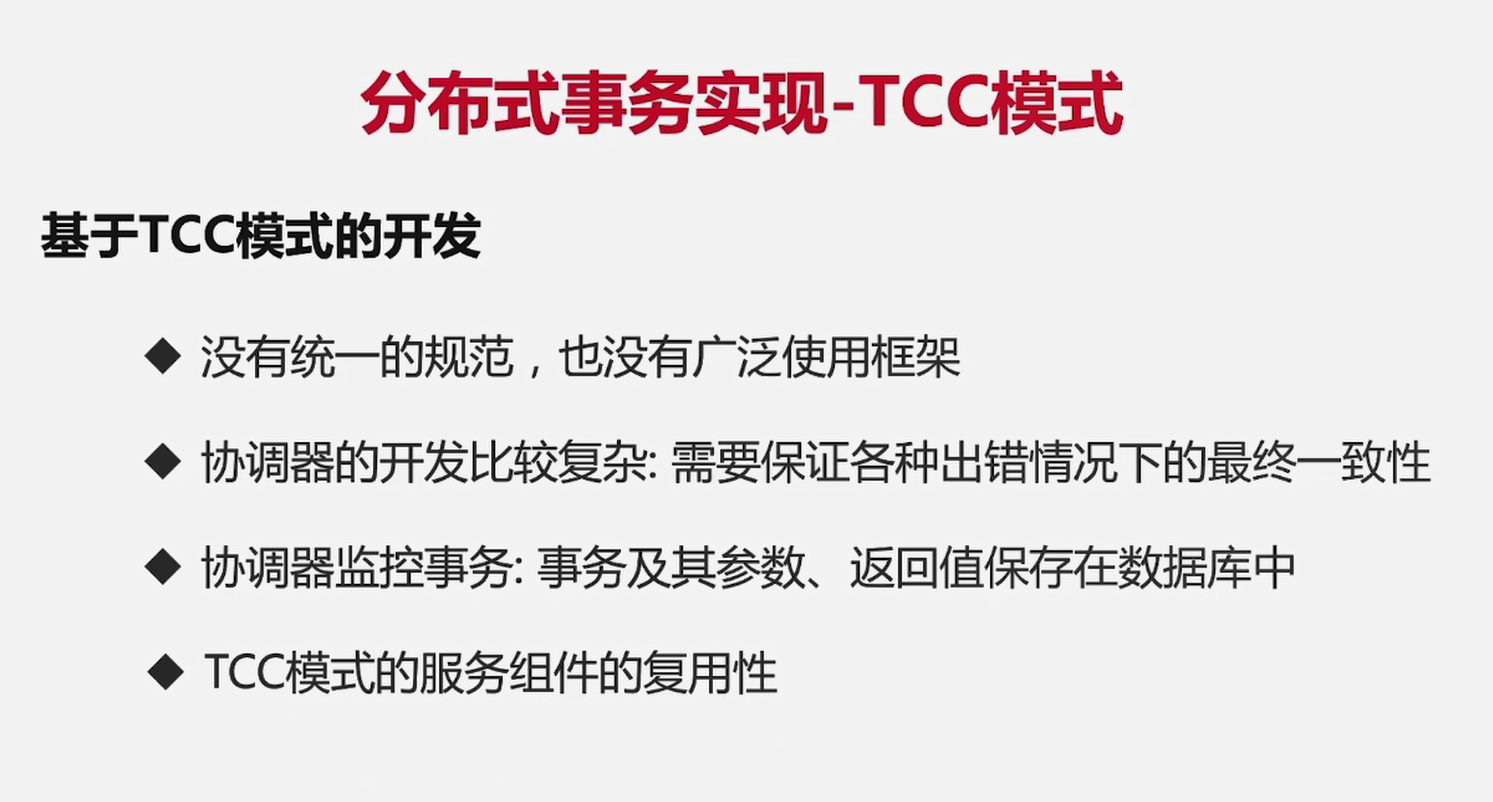 分布式事务实现-TCC模式
基于TCC模式的开发
◆ 没有统一的规范，也没有广泛使用框架
◆ 协调器的开发比较复杂: 需要保证各种出错情况下的最终一致性
◆ 协调器监控事务: 事务及其参数、返回值保存在数据库中
◆ TCC模式的服务组件的复用性